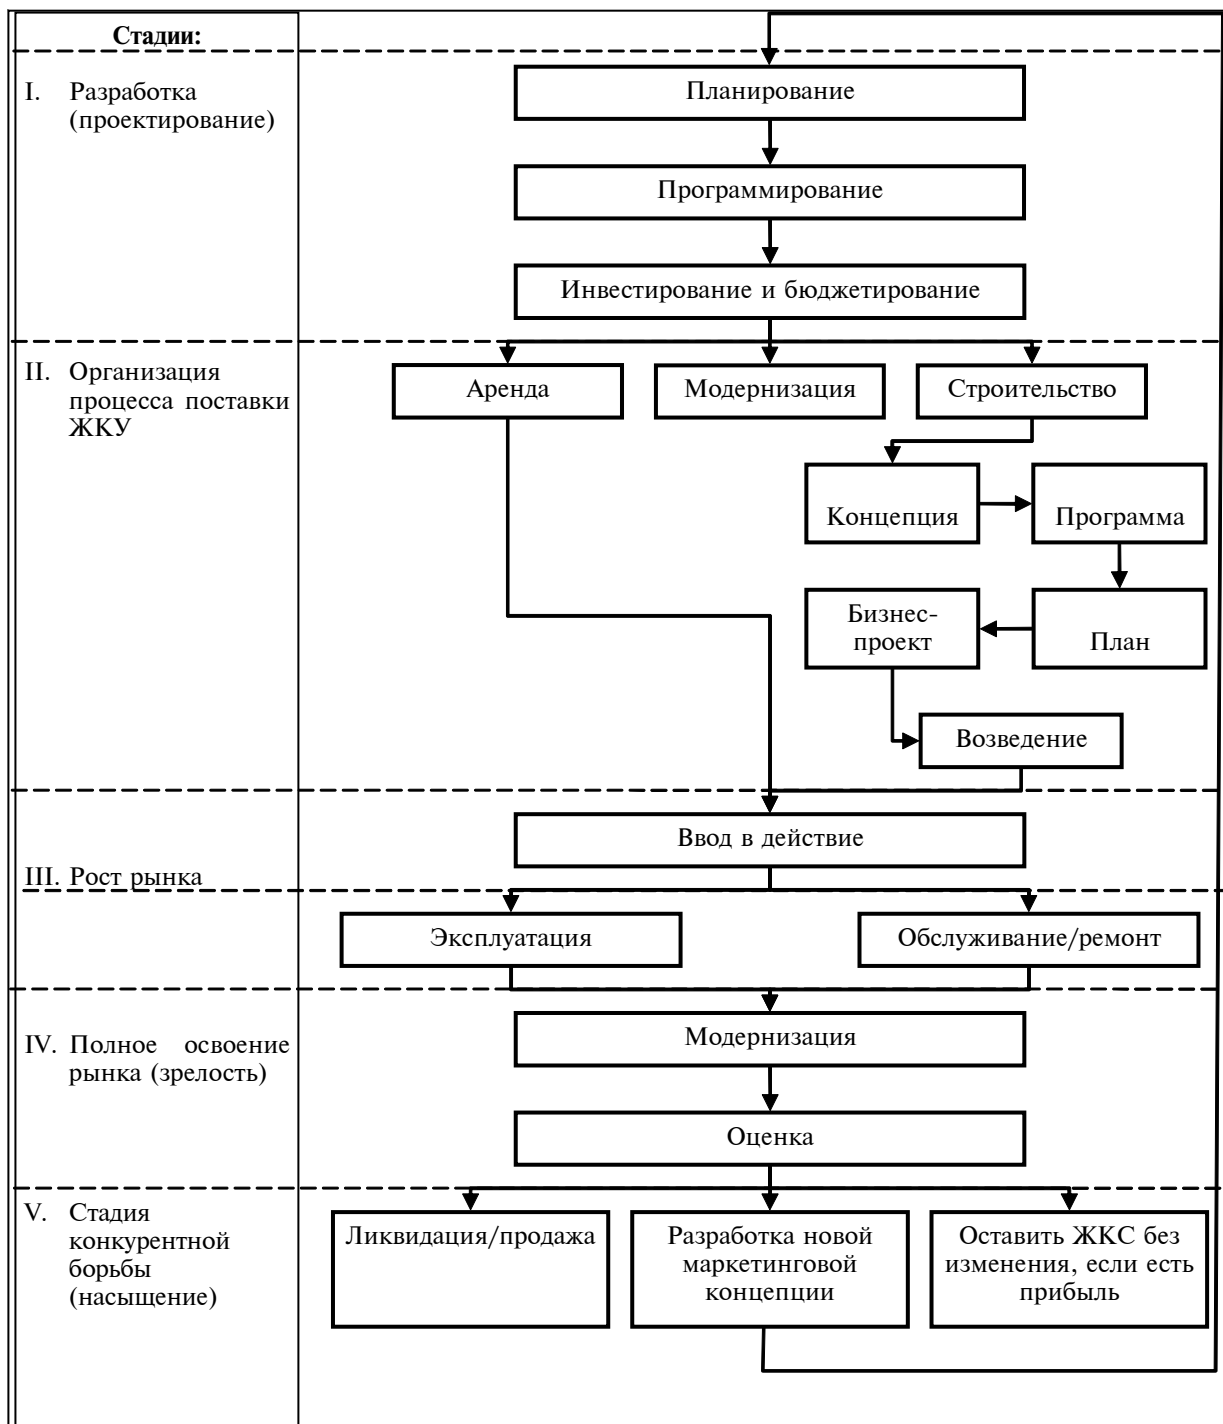 Стадии:
I. Разработка
(проектирование)
Планирование
Программирование
Инвестирование и бюджетирование
II. Организация
процесса поставки
ЖКУ
Аренда
Модернизация
Строительство
Концепция
Программа
Бизнес-
проект
План
Возведение
Ввод в действие
III. Рост рынка
Эксплуатация
Обслуживание/ремонт
IV. Полное освоение
рынка (зрелость)
Модернизация
Оценка
V. Стадия
конкурентной
борьбы
(насыщение)
Ликвидация/продажа
Разработка новой
маркетинговой
концепции
Оставить ЖКС без
изменения, если есть
прибыль